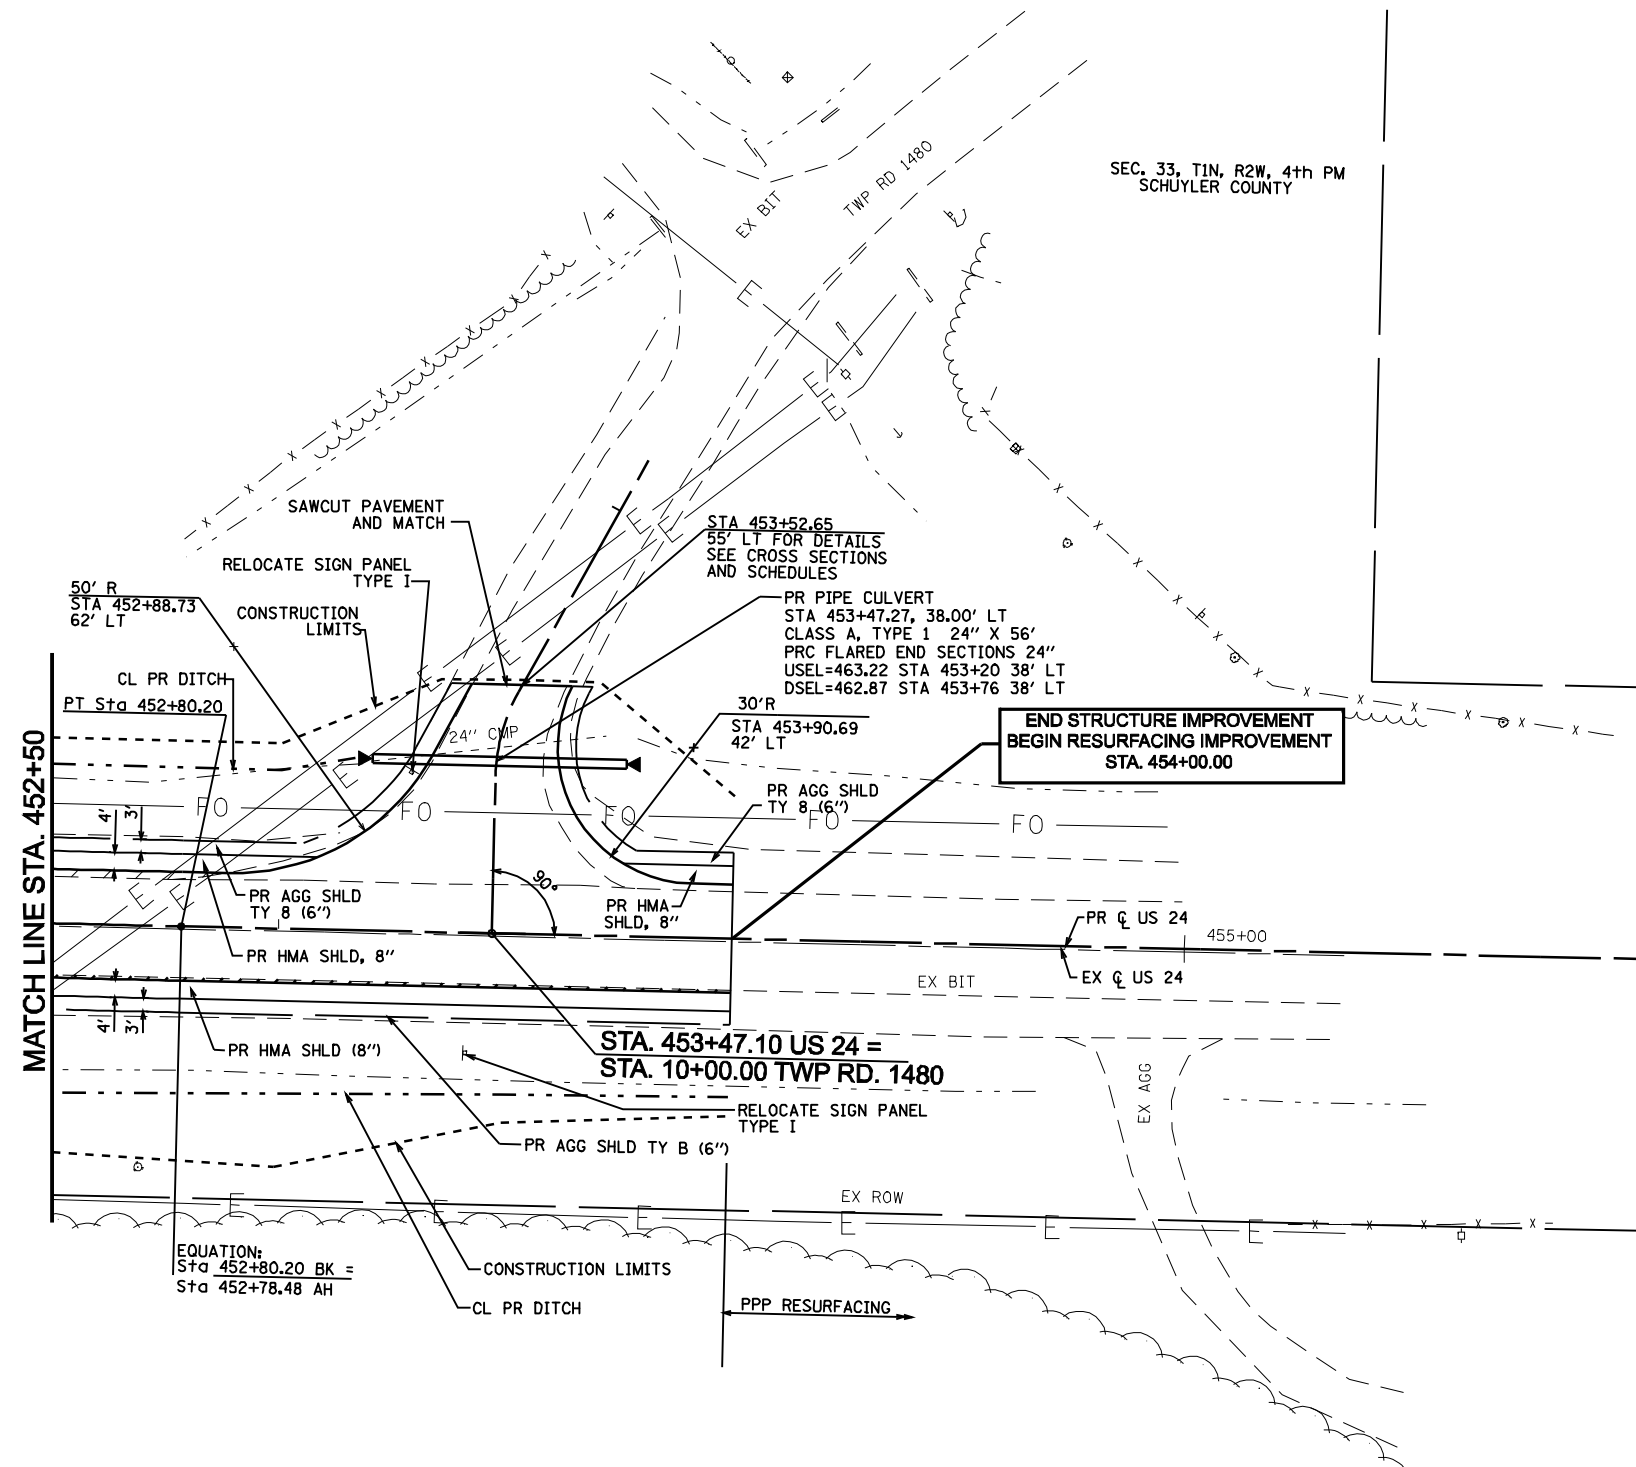 SEC. 33, T1N, R2W, 4th PM
SCHUYLER COUNTY
TWP RD 1480
EX BIT
E
E
E
SAWCUT PAVEMENT
AND MATCH
E
E
STA 453+52.65
55' LT FOR DETAILS
SEE CROSS SECTIONS
AND SCHEDULES
RELOCATE SIGN PANEL
TYPE I
50' R
STA 452+88.73
62' LT
CONSTRUCTION
LIMITS
PR PIPE CULVERT
STA 453+47.27, 38.00' LT
CLASS A, TYPE 1 24" X 56'
PRC FLARED END SECTIONS 24"
USEL=463.22 STA 453+20 38' LT
DSEL=462.87 STA 453+76 38' LT
E
E
CL PR DITCH
PT Sta 452+80.20
30'R
STA 453+90.69
42' LT
END STRUCTURE IMPROVEMENT
BEGIN RESURFACING IMPROVEMENT
STA. 454+00.00
24" CMP
E
MATCH LINE STA. 452+50
4'
3'
FO
FO
FO
FO
FO
PR AGG SHLD
TY 8 (6")
90°
E
E
PR AGG SHLD
TY 8 (6")
PR HMA
SHLD, 8"
PR HMA SHLD, 8"
PR ℄ US 24
455+00
EX ℄ US 24
EX BIT
4'
3'
PR HMA SHLD (8")
STA. 453+47.10 US 24 =
STA. 10+00.00 TWP RD. 1480
EX AGG
RELOCATE SIGN PANEL
TYPE I
PR AGG SHLD TY B (6")
EX ROW
E
E
E
E
E
E
EQUATION:
Sta 452+80.20 BK =
Sta 452+78.48 AH
CONSTRUCTION LIMITS
CL PR DITCH
PPP RESURFACING